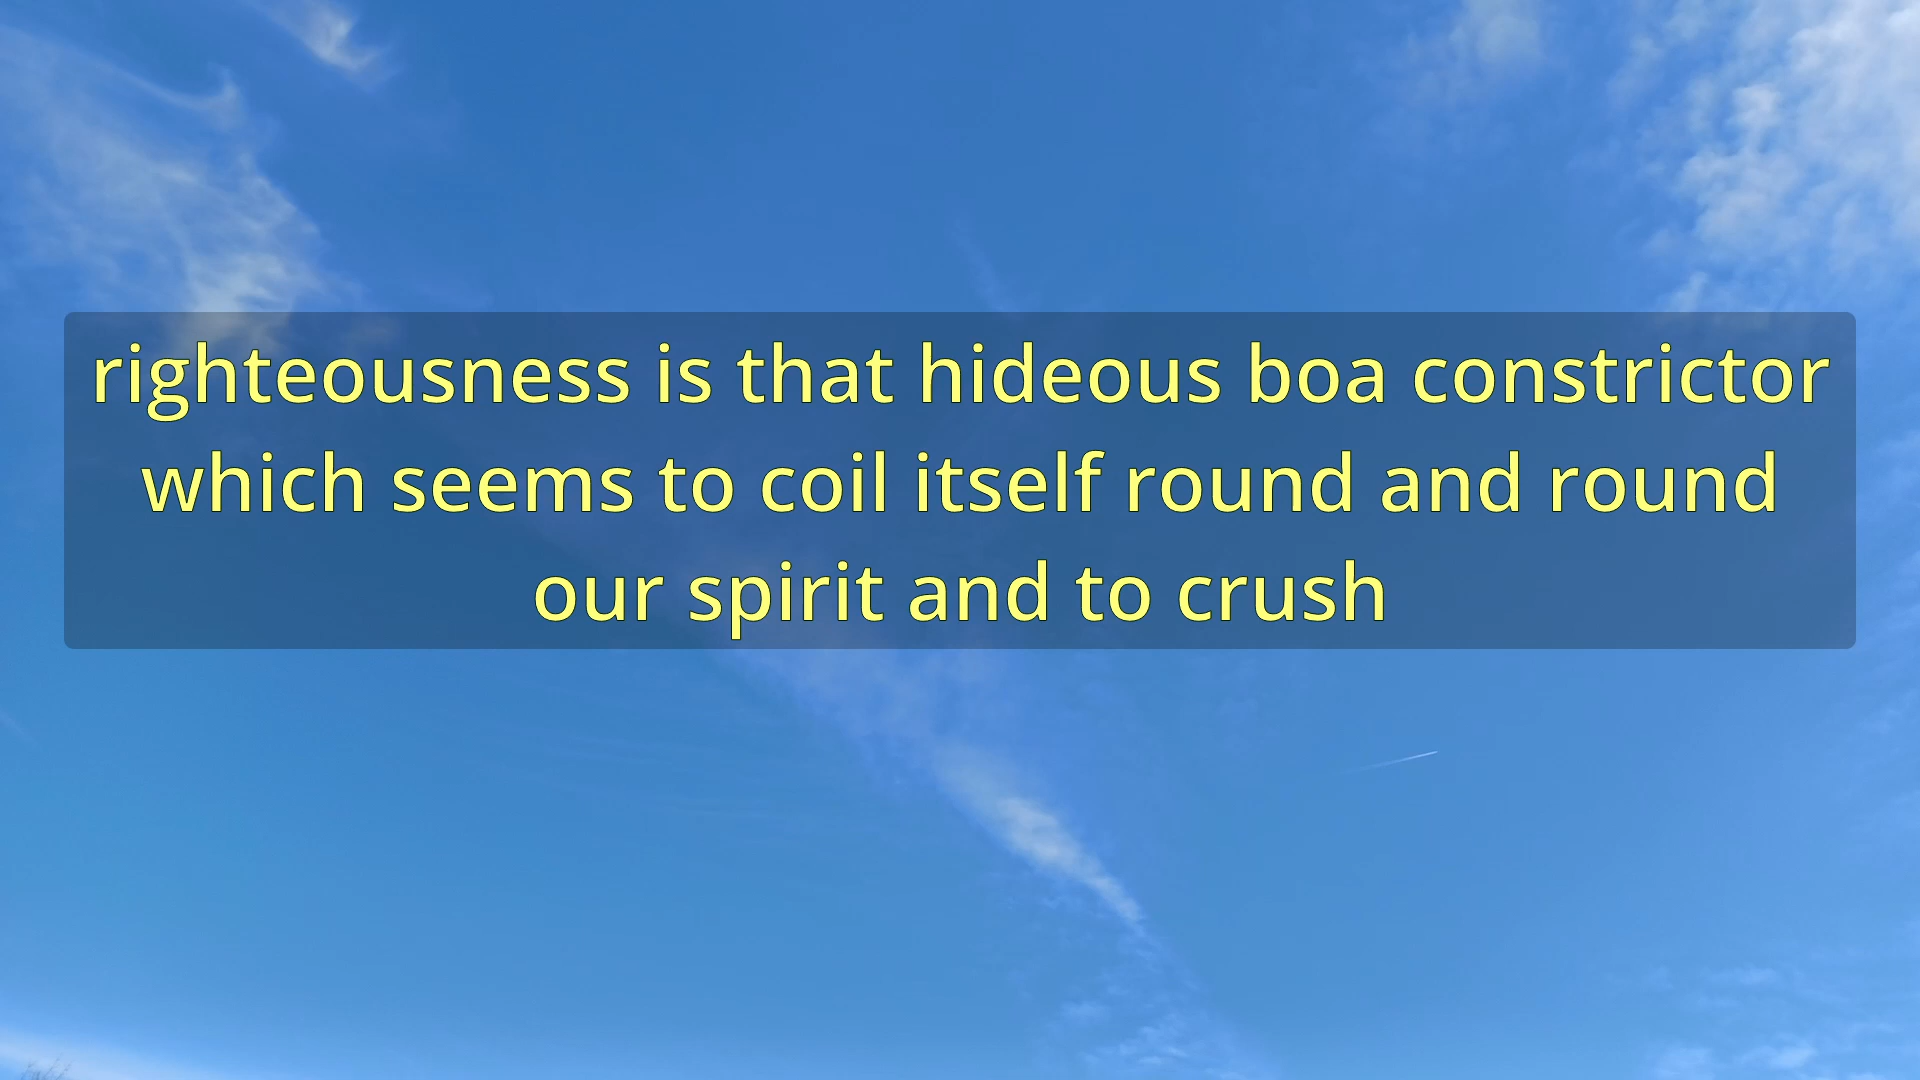 righteousness is that hideous boa constrictor
which seems to coil itself round and round
our spirit and to crush